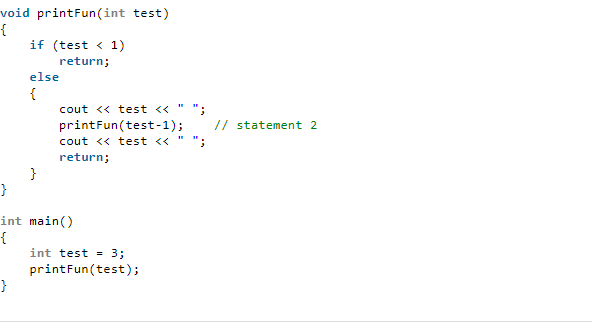 void printFun(int test)
{
    if (test < 1)
        return;
    else
    {
        cout << test << " ";
        printFun(test-1);    // statement 2
        cout << test << " ";
        return;
    }
}

int main()
{
    int test = 3;
    printFun(test);
}